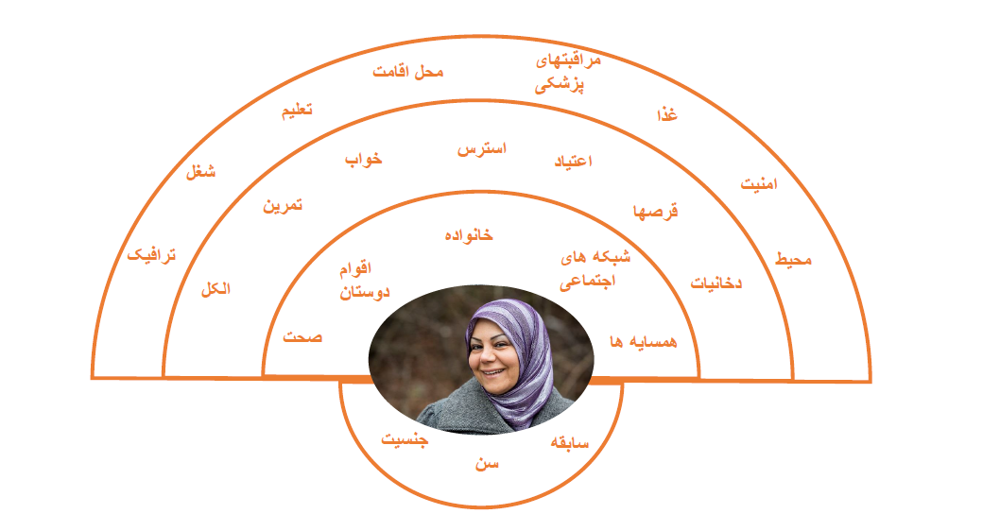 مراقبتهای
پزشکی
محل اقامت
غذا
تعلیم
امنیت
شغل
محیط
ترافیک
استرس
اعتیاد
خواب
قرصها
تمرین
دخانیات
الکل
خانواده
شبکه های
اجتماعی
اقوام
دوستان
همسایه ها
صحت
سابقه
سن
جنسیت